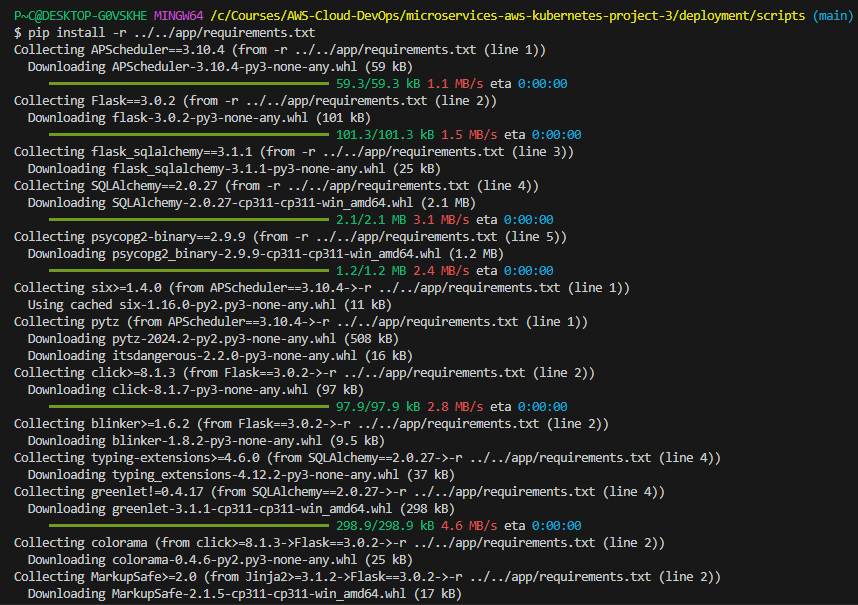 P~C@DESKTOP-G0VSKHE MINGW64 /c/Courses/AWS-Cloud-DevOps/microservices-aws-kubernetes-project-3/deployment/scripts (main)
$ pip install -r ../../app/requirements.txt
Collecting APScheduler==3.10.4 (from -r ../../app/requirements.txt (line 1))
Downloading APScheduler-3.10.4-py3-none-any.whl (59 kB)
59.3/59.3 kB 1.1 MB/s eta 0:00:00
Collecting Flask==3.0.2 (from -r ../../app/requirements.txt (line 2))
Downloading flask-3.0.2-py3-none-any.whl (101 kB)
101.3/101.3 kB 1.5 MB/s eta 0:00:00
Collecting flask_sqlalchemy==3.1.1 (from -r ../../app/requirements.txt (line 3))
Downloading flask_sqlalchemy-3.1.1-py3-none-any.whl (25 kB)
Collecting SQLAlchemy==2.0.27 (from -r ../../app/requirements.txt (line 4))
Downloading SQLAlchemy-2.0.27-cp311-cp311-win_amd64.whl (2.1 MB)
2.1/2.1 MB 3.1 MB/s eta 0:00:00
Collecting psycopg2-binary==2.9.9 (from -r ../../app/requirements.txt (line 5))
Downloading psycopg2_binary-2.9.9-cp311-cp311-win_amd64.whl (1.2 MB)
1.2/1.2 MB 2.4 MB/s eta 0:00:00
Collecting six>=1.4.0 (from APScheduler==3.10.4->-r ../../app/requirements.txt (line 1))
Using cached six-1.16.0-py2.py3-none-any.whl (11 kB)
Collecting pytz (from APScheduler==3.10.4->-r ../../app/requirements.txt (line 1))
Downloading pytz-2024.2-py2.py3-none-any.whl (508 kB)
Downloading itsdangerous-2.2.0-py3-none-any.whl (16 kB)
Collecting click>=8.1.3 (from Flask==3.0.2->-r ../../app/requirements.txt (line 2))
Downloading click-8.1.7-py3-none-any.whl (97 kB)
97.9/97.9 kB 2.8 MB/s eta 0:00:00
Collecting blinker>=1.6.2 (from Flask==3.0.2->-r ../../app/requirements.txt (line 2))
Downloading blinker-1.8.2-py3-none-any.whl (9.5 kB)
Collecting typing-extensions>=4.6.0 (from SQLAlchemy==2.0.27->-r ../../app/requirements.txt (line 4))
Downloading typing_extensions-4.12.2-py3-none-any.whl (37 kB)
Collecting greenlet!=0.4.17 (from SQLAlchemy==2.0.27->-r ../../app/requirements.txt (line 4))
Downloading greenlet-3.1.1-cp311-cp311-win_amd64.whl (298 kB)
298.9/298.9 kB 4.6 MB/s eta 0:00:00
Collecting colorama (from click>=8.1.3->Flask==3.0.2->-r ../../app/requirements.txt (line 2))
Downloading colorama-0.4.6-py2.py3-none-any.whl (25 kB)
Collecting MarkupSafe>=2.0 (from Jinja2>=3.1.2->Flask==3.0.2->-r ../../app/requirements.txt (line 2))
Downloading MarkupSafe-2.1.5-cp311-cp311-win_amd64.whl (17 kB)